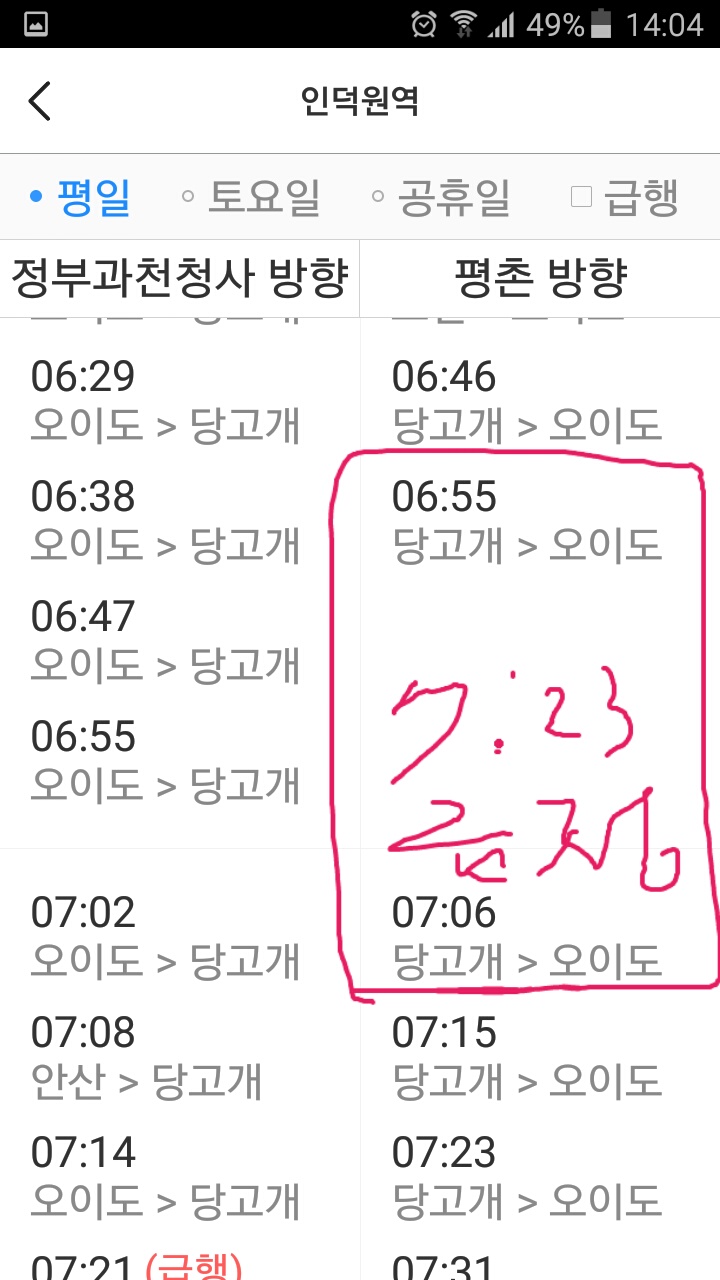 49% 14:04
인덕원역
평일 토요일 공휴일 급행
정부과천청사 방향 평촌 방향
06:29 06:46
오이도 > 당고개 당고개 > 오이도
06:38 06:55
오이도 > 당고개 당고개 > 오이도
06:47
오이도 > 당고개
7:23
06:55
오이도 > 당고개
금정
07:02 07:06
오이도 > 당고개 당고개 > 오이도
07:08 07:15
안산 > 당고개 당고개 > 오이도
07:14 07:23
오이도 > 당고개 당고개 > 오이도
07:21 (급행) 07:31